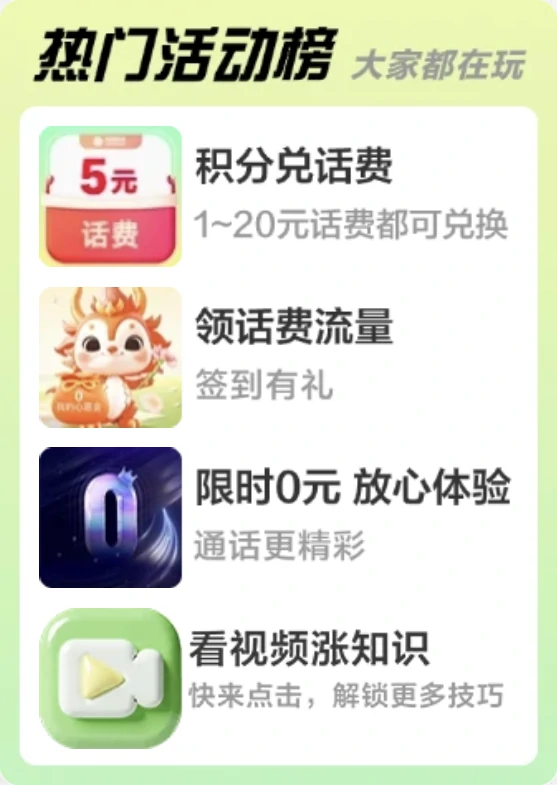 热门活动榜 大家都在玩
5元
话费
积分兑话费
1~20元话费都可兑换
领话费流量
签到有礼
0
限时0元 放心体验
通话更精彩
看视频涨知识
快来点击，解锁更多技巧